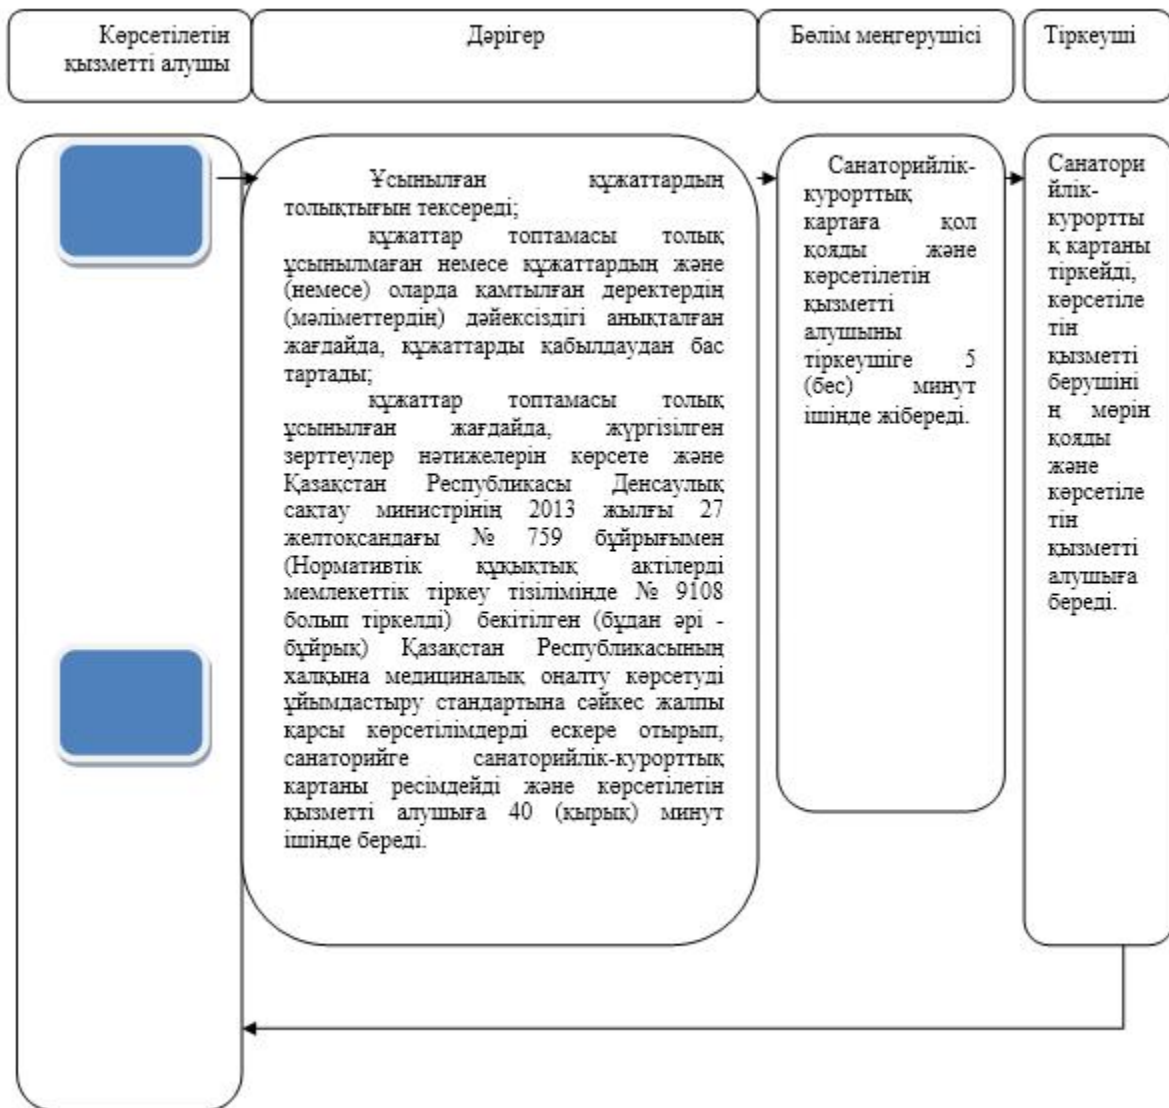 Көрсетілетін
қызметті алушы
Дәрігер
Бөлім меңгерушісі
Тіркеуші
Ұсынылған құжаттардың
толықтығын тексереді;
құжаттар топтамасы толық
ұсынылмаған немесе құжаттардың және
(немесе) оларда қамтылған деректердің
(мәліметтердің) дәйексіздігі анықталған
жағдайда, құжаттарды қабылдаудан бас
тартады;
құжаттар топтамасы толық
ұсынылған жағдайда, жүргізілген
зерттеулер нәтижелерін көрсете және
Қазақстан Республикасы Денсаулық
сақтау министрінің 2013 жылғы 27
желтоқсандағы № 759 бұйрығымен
(Нормативтік құқықтық актілерді
мемлекеттік тіркеу тізілімінде № 9108
болып тіркелді) бекітілген (бұдан әрі -
бұйрық) Қазақстан Республикасының
халқына медициналық оңалту көрсетуді
ұйымдастыру стандартына сәйкес жалпы
қарсы көрсетілімдерді ескере отырып,
санаторийге санаторийлік-курорттық
картаны ресімдейді және көрсетілетін
қызметті алушыға 40 (қырық) минут
ішінде береді.
Санаторийлік-
курорттық
картаға қол
қояды және
көрсетілетін
қызметті
алушыны
тіркеушіге 5
(бес) минут
ішінде жібереді.
Санатори
йлік-
курортты
қ картаны
тіркейді,
көрсетіле
тін
қызметті
берушіні
ң мөрін
қояды
және
көрсетіле
тін
қызметті
алушыға
береді.